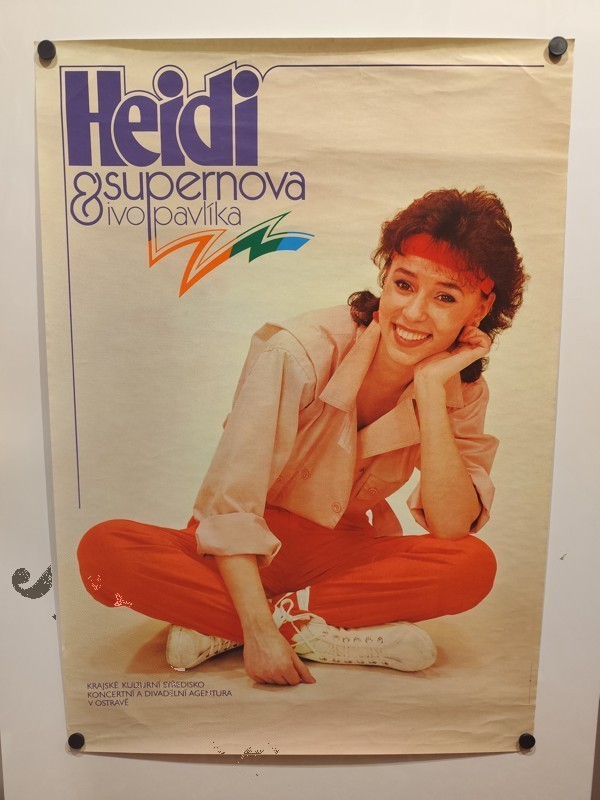 Heidi
& supernova
ivo pavlíka
KRAJSKÉ KULTURNÍ STŘEDISKO
KONCERTNÍ A DIVADELNÍ AGENTURA
V OSTRAVĚ